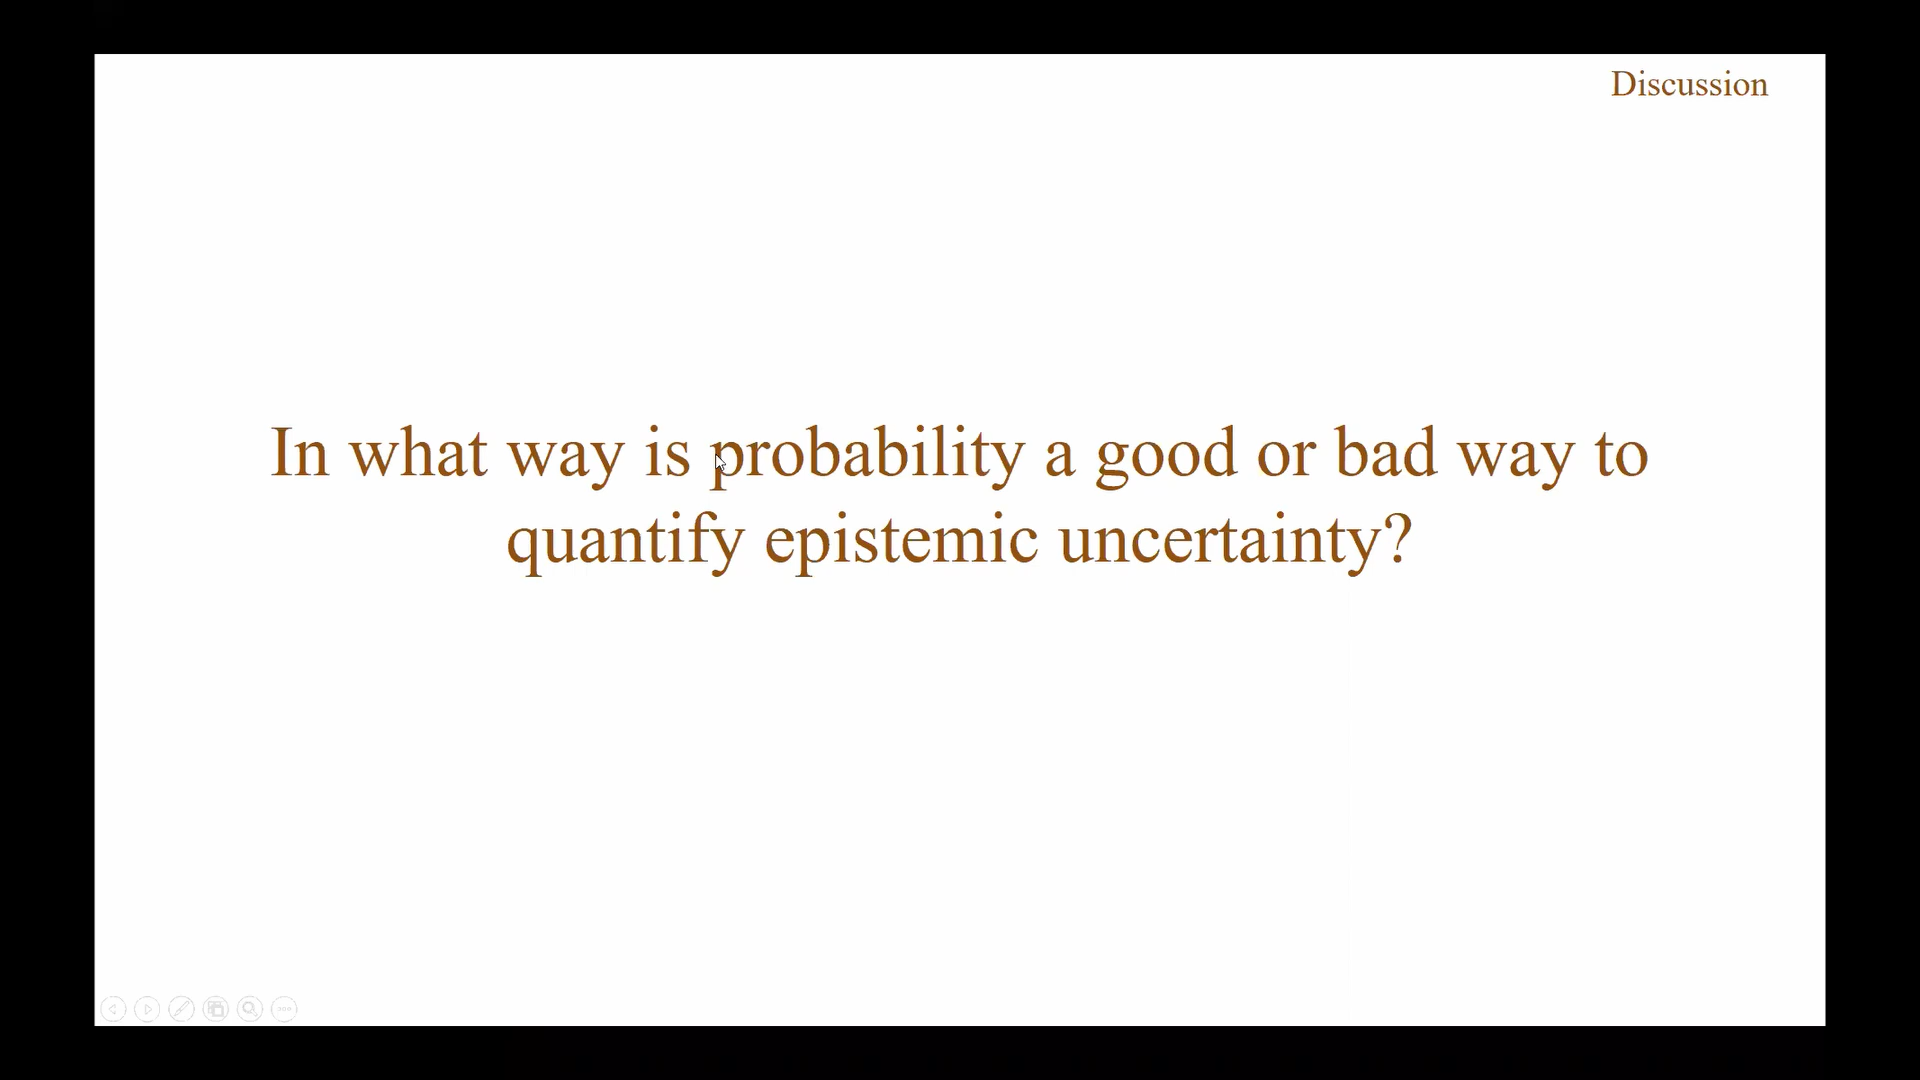 Discussion
In what way is probability a good or bad way to
quantify epistemic uncertainty?